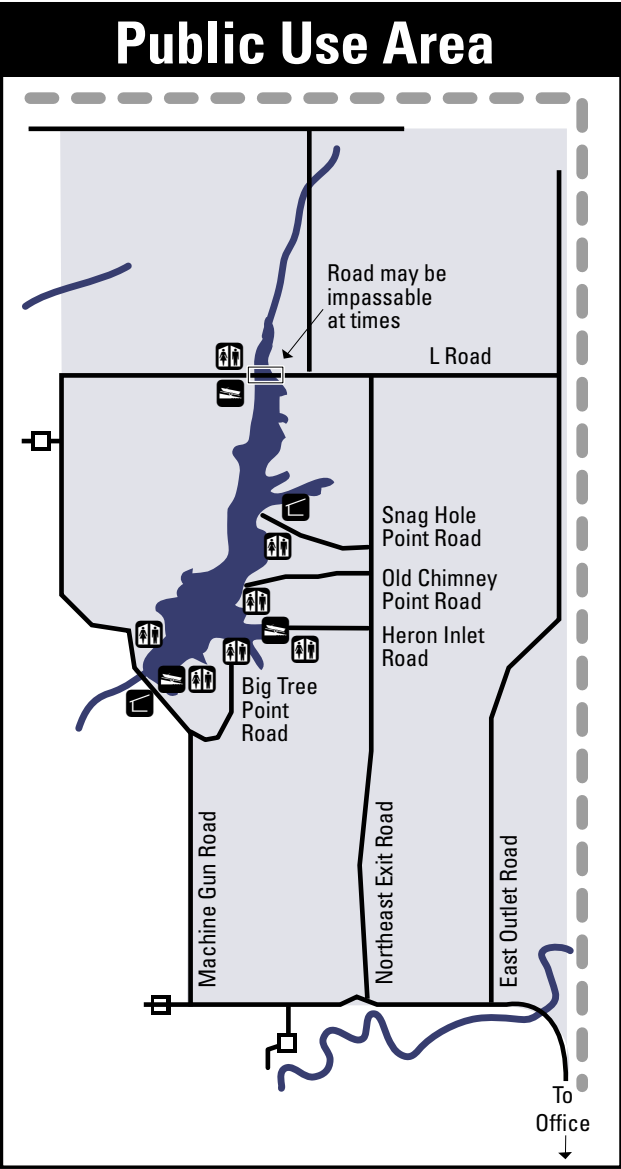 Public Use Area
Road may be
impassable
at times
L Road
Snag Hole
Point Road
Old Chimney
Point Road
Heron Inlet
Road
Big Tree
Point
Road
Machine Gun Road
Northeast Exit Road
East Outlet Road
To
Office